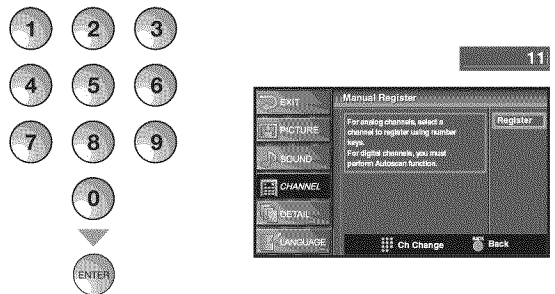 1 2 3
4 5 6
7 8 9
0
ENTER
11
EXIT
PICTURE
SOUND
CHANNEL
DETAIL
LANGUAGE
Manual Register
For analog channels, select a
channel to register using number
keys.
For digital channels, you must
perform Autoscan function.
Register
Ch Change
Back